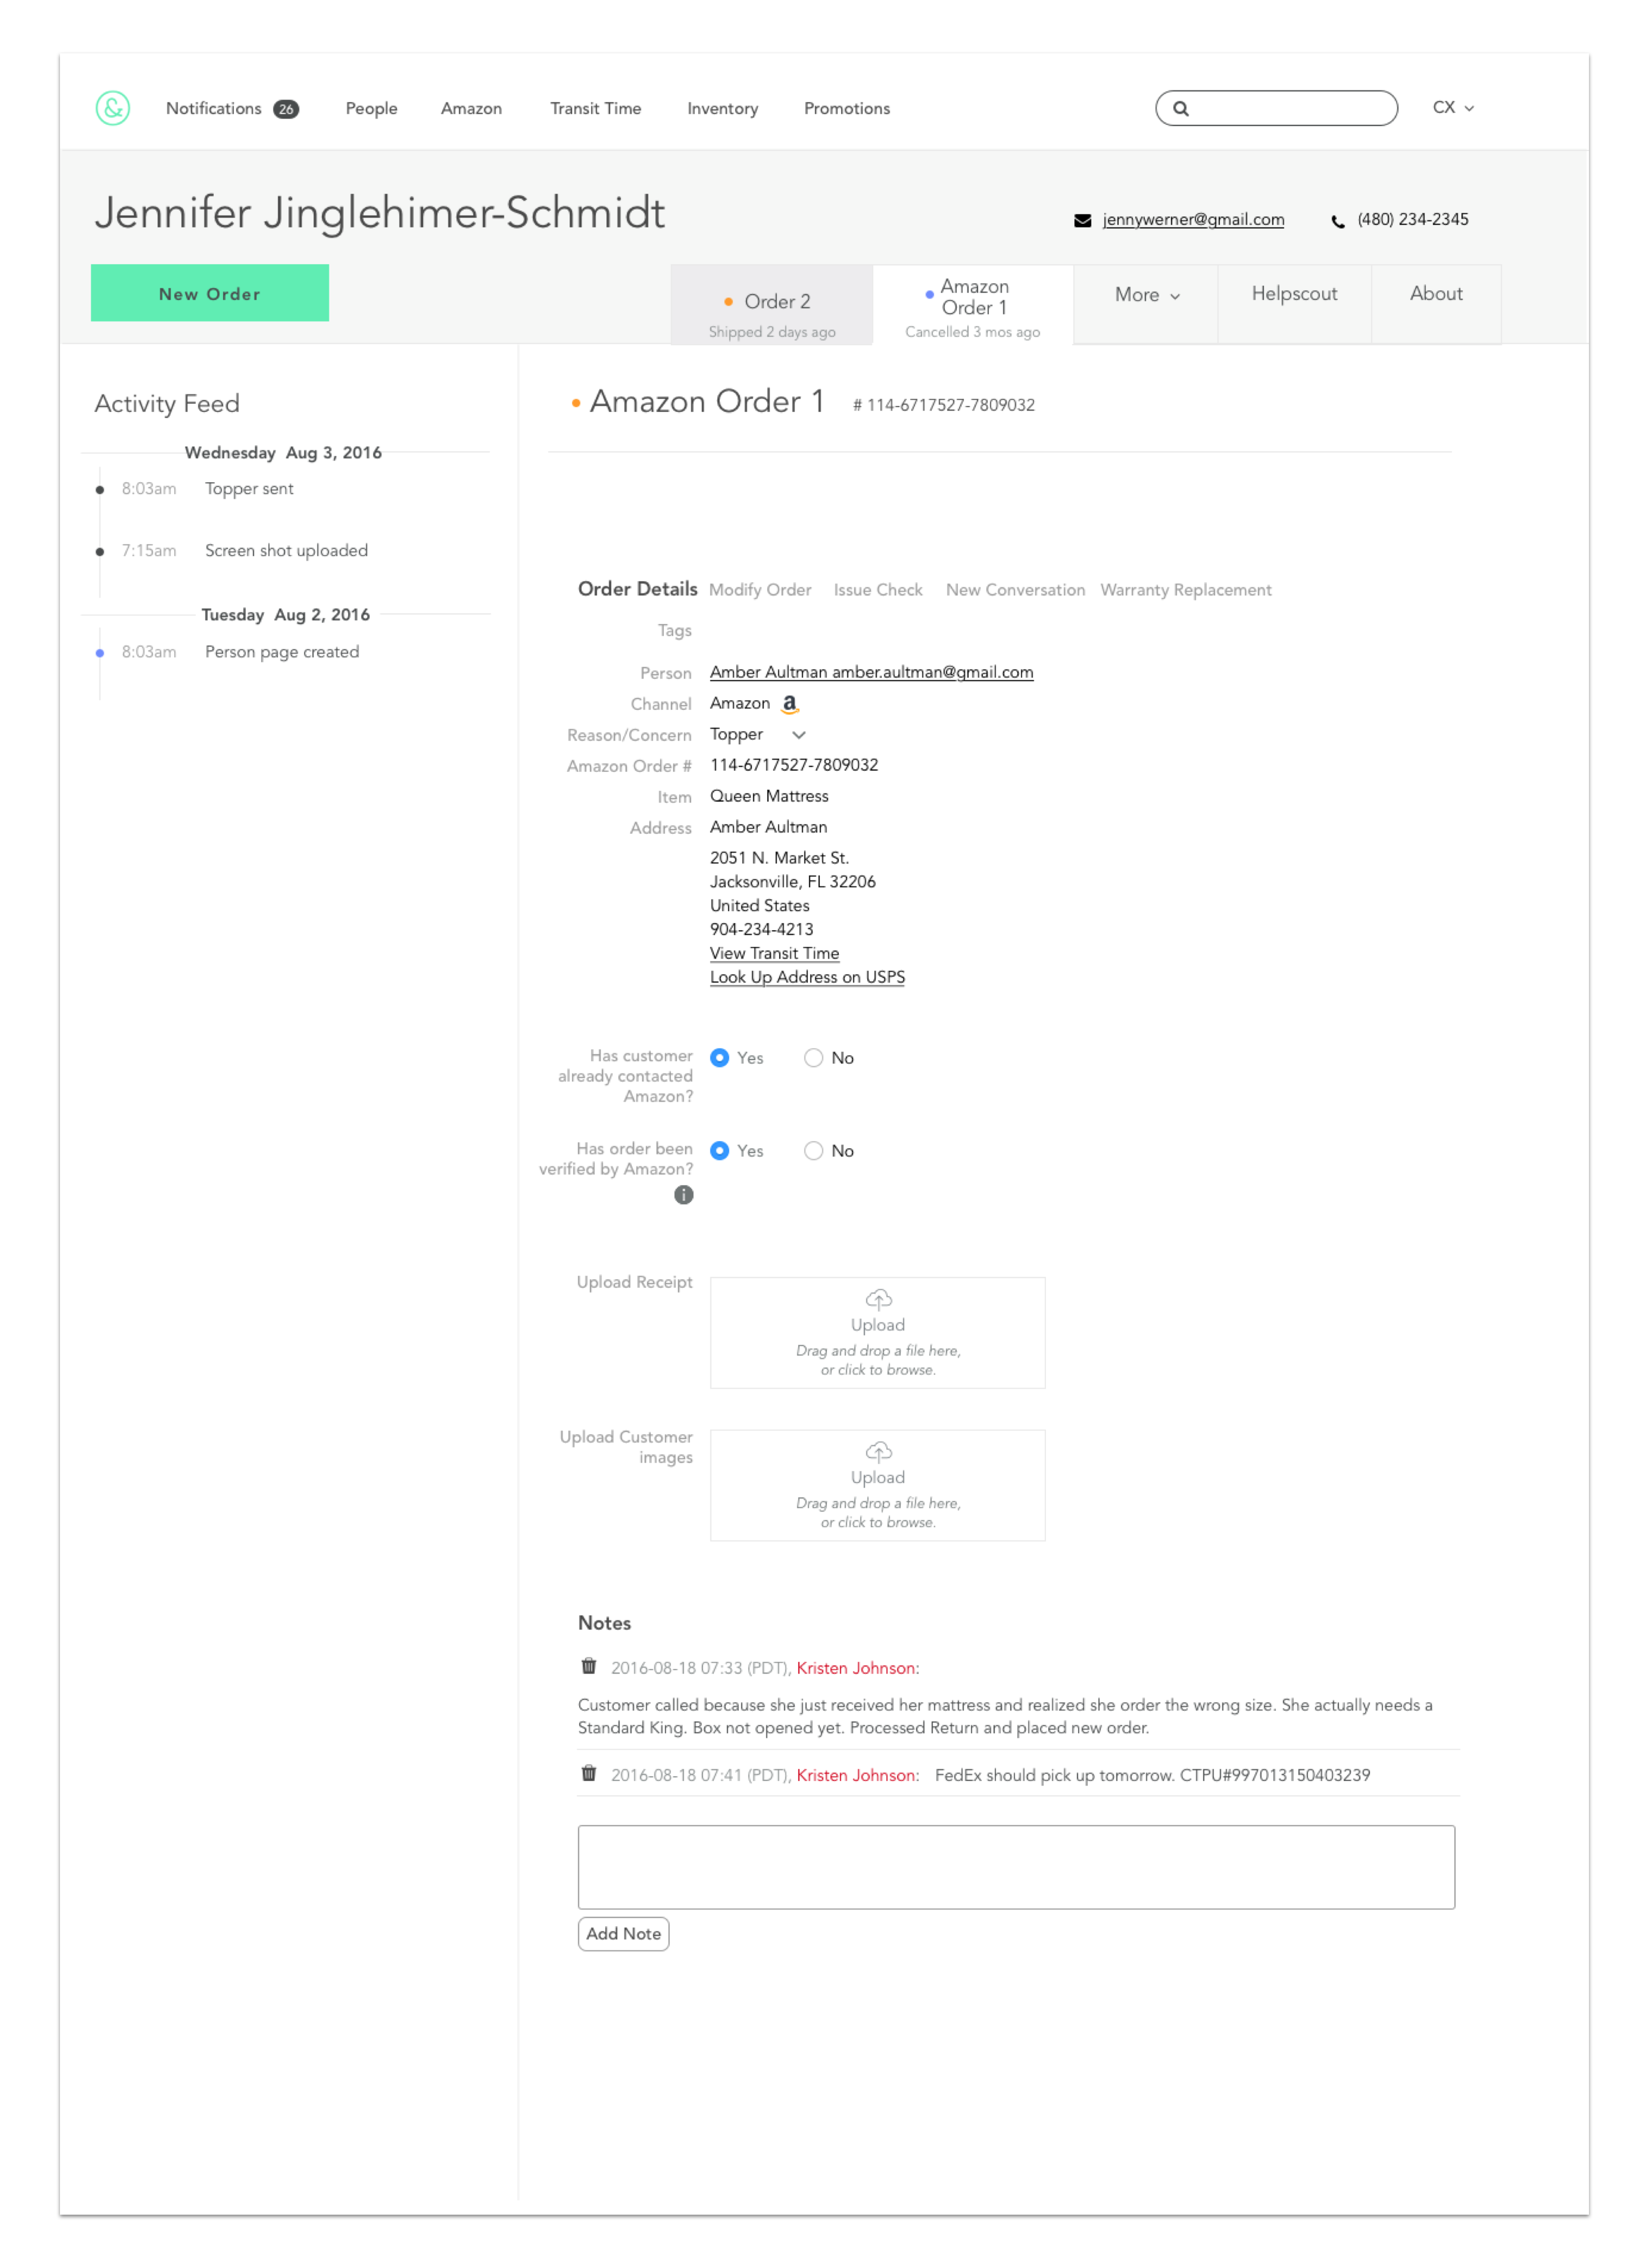 &
Notifications 26 People Amazon Transit Time Inventory Promotions CX
Jennifer Jinglehimer-Schmidt
jennywerner@gmail.com (480) 234-2345
New Order
Order 2
Shipped 2 days ago
Amazon
Order 1
Cancelled 3 mos ago
More
Helpscout
About
Activity Feed
Wednesday Aug 3, 2016
8:03am Topper sent
7:15am Screen shot uploaded
Tuesday Aug 2, 2016
8:03am Person page created
Amazon Order 1 # 114-6717527-7809032
Order Details Modify Order Issue Check New Conversation Warranty Replacement
Tags
Person Amber Aultman amber.aultman@gmail.com
Channel Amazon a
Reason/Concern Topper
Amazon Order # 114-6717527-7809032
Item Queen Mattress
Address Amber Aultman
2051 N. Market St.
Jacksonville, FL 32206
United States
904-234-4213
View Transit Time
Look Up Address on USPS
Has customer
already contacted
Amazon?
Yes No
Has order been
verified by Amazon?
i
Yes No
Upload Receipt
Upload
Drag and drop a file here,
or click to browse.
Upload Customer
images
Upload
Drag and drop a file here,
or click to browse.
Notes
2016-08-18 07:33 (PDT), Kristen Johnson:
Customer called because she just received her mattress and realized she order the wrong size. She actually needs a
Standard King. Box not opened yet. Processed Return and placed new order.
2016-08-18 07:41 (PDT), Kristen Johnson: FedEx should pick up tomorrow. CTPU#997013150403239
Add Note